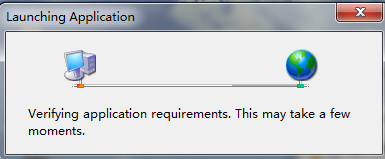 Launching Application
Verifying application requirements. This may take a few
moments.